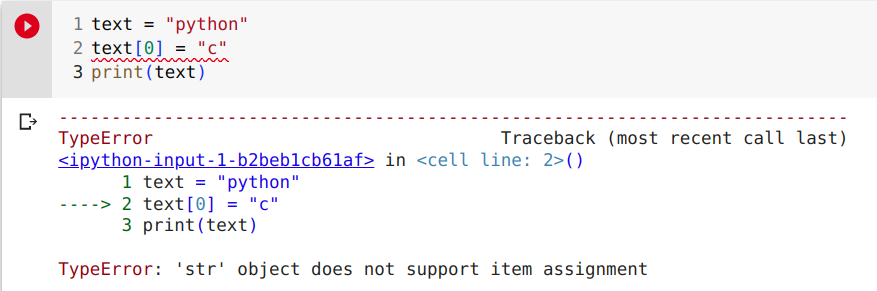 1 text = "python"
2 text[0] = "c"
3 print(text)
---------------------------------------------------------------------------
TypeError                                 Traceback (most recent call last)
<ipython-input-1-b2beb1cb61af> in <cell line: 2>()
      1 text = "python"
----> 2 text[0] = "c"
      3 print(text)
TypeError: 'str' object does not support item assignment